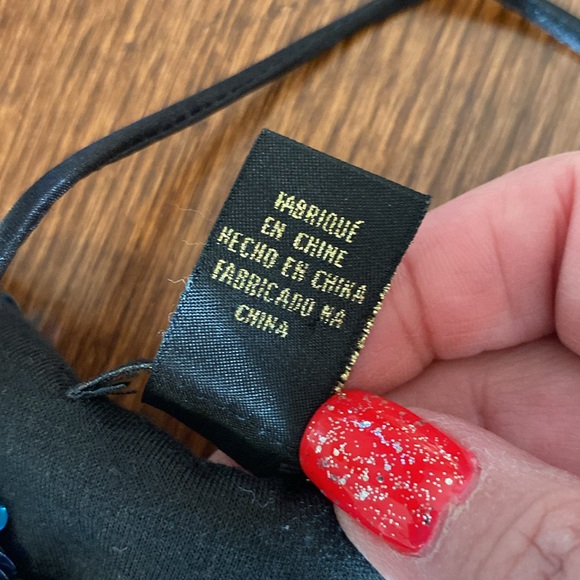 FABRIQUÉ
EN CHINE
HECHO EN CHINA
FABRICADO NA
CHINA